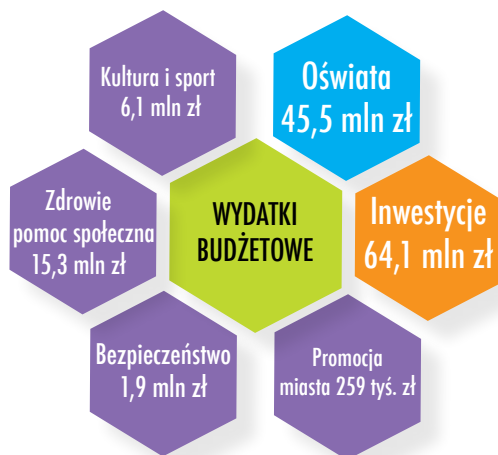 Kultura i sport
6,1 mln zł
Oświata
45,5 mln zł
Zdrowie
pomoc społeczna
15,3 mln zł
WYDATKI
BUDŻETOWE
Inwestycje
64,1 mln zł
Bezpieczeństwo
1,9 mln zł
Promocja
miasta 259 tyś. zł